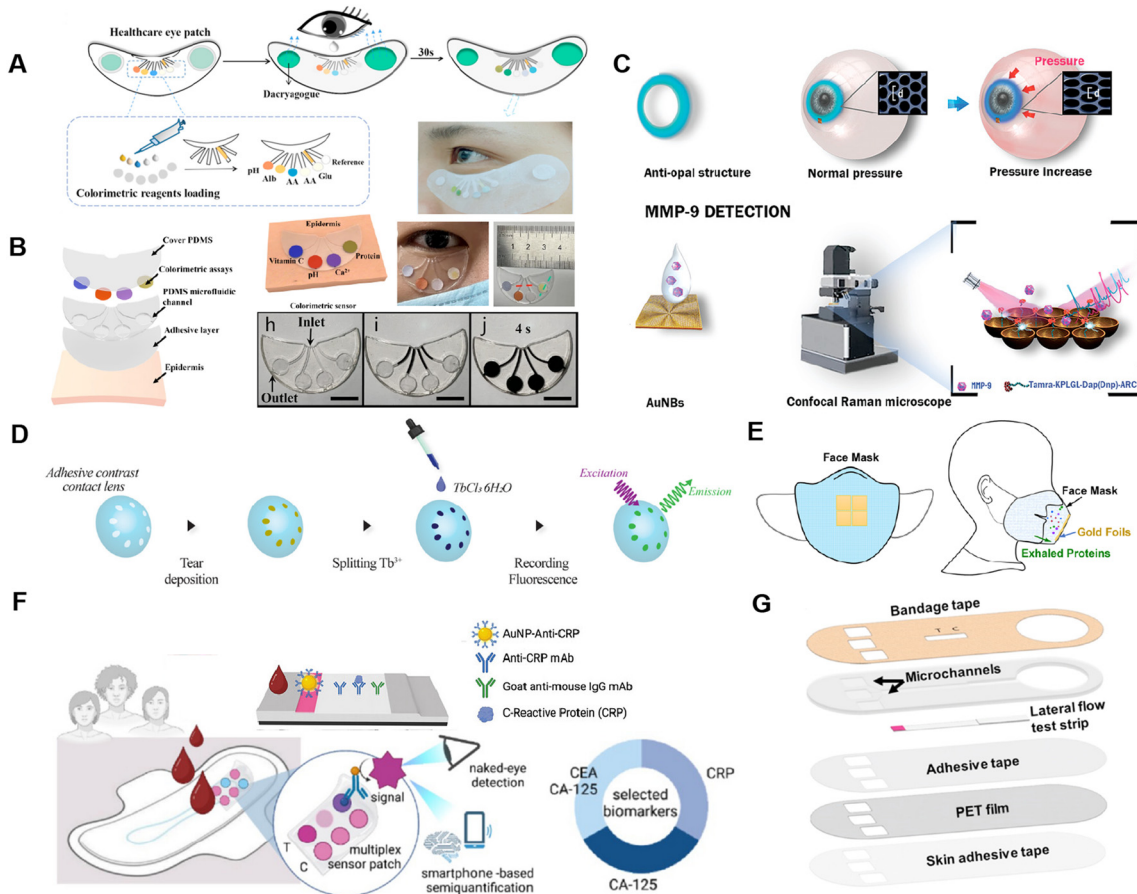 A
Healthcare eye patch
30s
Dacryagogue
Colorimetric reagents loading
pH
Alb
AA
AA
Glu
Reference
B
Cover PDMS
Colorimetric assays
PDMS microfluidic
channel
Adhesive layer
Epidermis
Epidermis
Vitamin C
pH
Ca²⁺
Protein
Colorimetric sensor
1 2 3 4
h
Inlet
Outlet
i
j
4 s
C
Anti-opal structure
d
Normal pressure
Pressure
d
Pressure increase
MMP-9 DETECTION
AuNBs
Confocal Raman microscope
MMP-9
Tamra-KPLGL-Dap(Dnp)-ARC
D
Adhesive contrast
contact lens
Tear
deposition
Splitting Tb³⁺
TbCl₃ 6H₂O
Recording
Fluorescence
Excitation
Emission
E
Face Mask
Face Mask
Gold Foils
Exhaled Proteins
F
AuNP-Anti-CRP
Anti-CRP mAb
Goat anti-mouse IgG mAb
C-Reactive Protein (CRP)
T
C
multiplex
sensor patch
signal
naked-eye
detection
smartphone -based
semiquantification
CEA
CA-125
CRP
selected
biomarkers
CA-125
G
Bandage tape
T C
Microchannels
Lateral flow
test strip
Adhesive tape
PET film
Skin adhesive tape